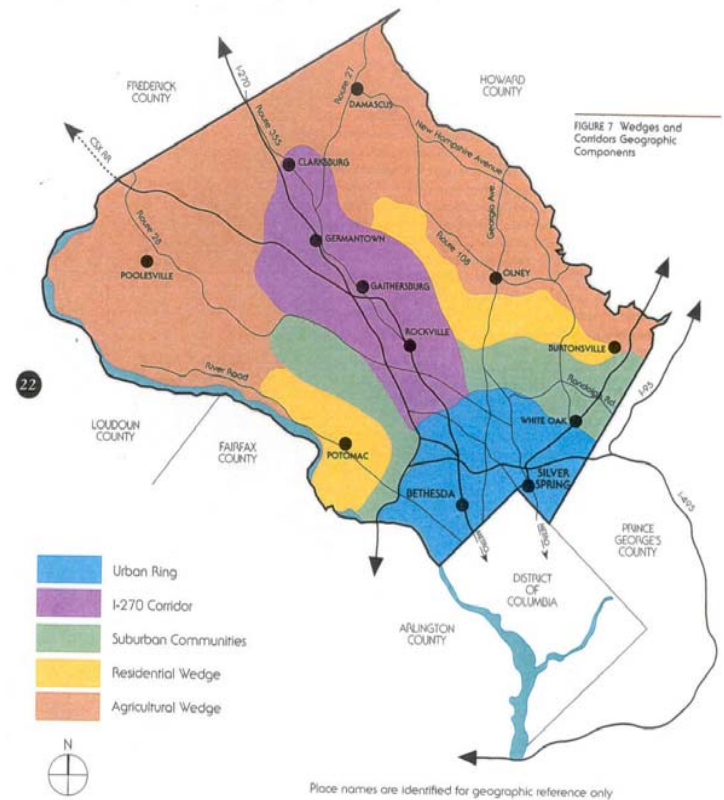 FREDERICK
COUNTY
I-270
Route 355
Route 27
DAMASCUS
HOWARD
COUNTY
FIGURE 7 Wedges and
Corridors Geographic
Components
CSX RR
CLARKSBURG
New Hampshire Avenue
Georgia Ave.
Route 28
GERMANTOWN
Route 108
POOLESVILLE
OLNEY
GAITHERSBURG
ROCKVILLE
BURTONSVILLE
22
River Road
Randolph Rd
I-95
LOUDOUN
COUNTY
FAIRFAX
COUNTY
WHITE OAK
POTOMAC
BETHESDA
SILVER
SPRING
I-495
METRO
METRO
PRINCE
GEORGE'S
COUNTY
DISTRICT
OF
COLUMBIA
ARLINGTON
COUNTY
Urban Ring
I-270 Corridor
Suburban Communities
Residential Wedge
Agricultural Wedge
N
Place names are identified for geographic reference only